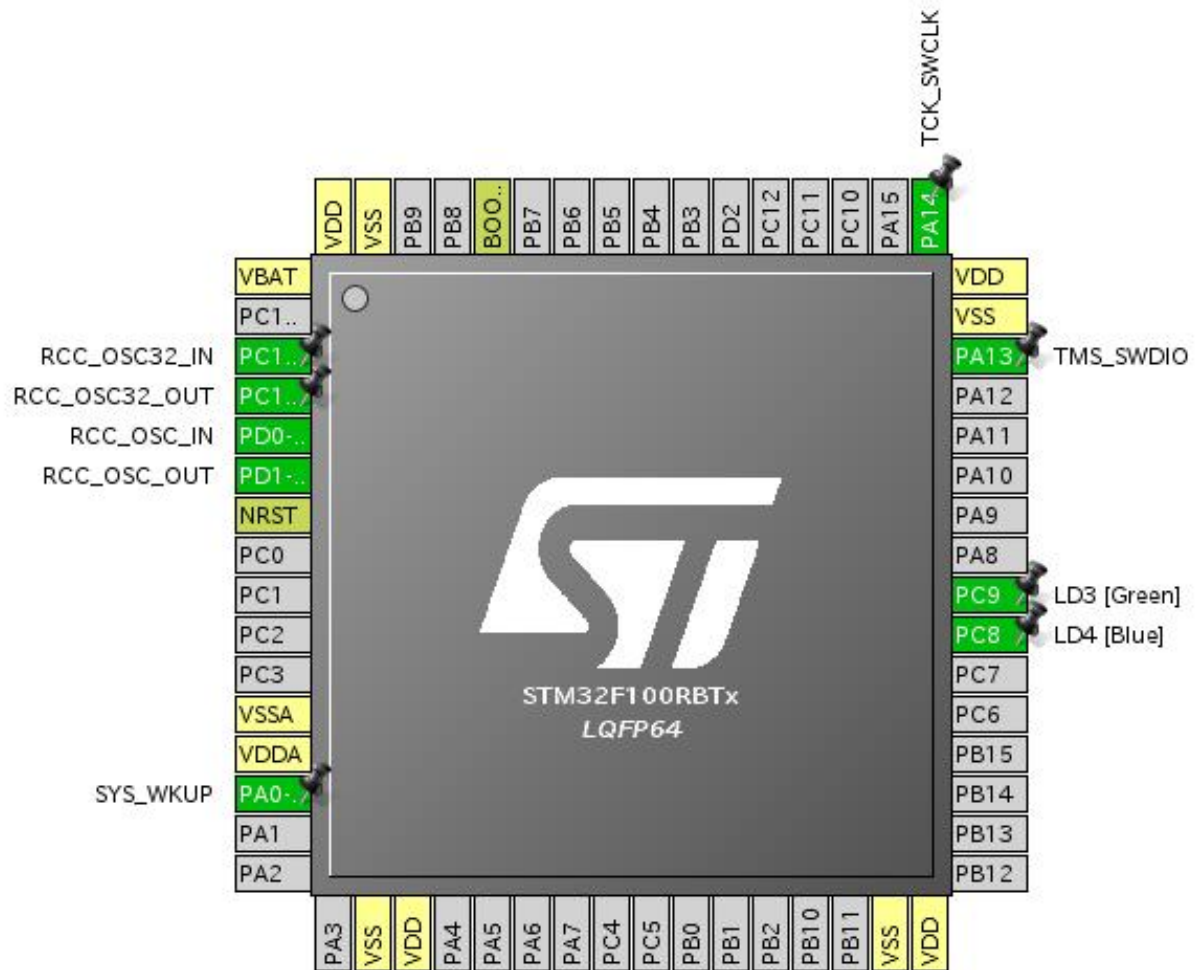 TCK_SWCLK
VDD
VSS
PB9
PB8
BOO..
PB7
PB6
PB5
PB4
PB3
PD2
PC12
PC11
PC10
PA15
PA14
VBAT
PC1..
RCC_OSC32_IN PC1..
RCC_OSC32_OUT PC1..
RCC_OSC_IN PD0-..
RCC_OSC_OUT PD1-..
NRST
PC0
PC1
PC2
PC3
VSSA
VDDA
SYS_WKUP PA0-..
PA1
PA2
STM32F100RBTx
LQFP64
VDD
VSS
PA13 TMS_SWDIO
PA12
PA11
PA10
PA9
PA8
PC9 LD3 [Green]
PC8 LD4 [Blue]
PC7
PC6
PB15
PB14
PB13
PB12
PA3
VSS
VDD
PA4
PA5
PA6
PA7
PC4
PC5
PB0
PB1
PB2
PB10
PB11
VSS
VDD